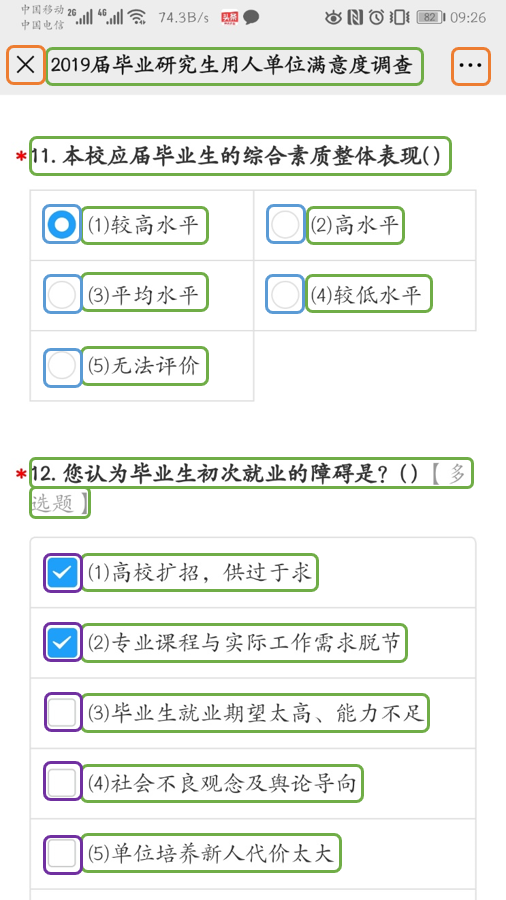 中国移动 2G 4G 74.3B/s 头条 82 09:26
中国电信
2019届毕业研究生用人单位满意度调查
*11. 本校应届毕业生的综合素质整体表现()
(1)较高水平 (2)高水平
(3)平均水平 (4)较低水平
(5)无法评价
*12. 您认为毕业生初次就业的障碍是? ()【多
选题】
(1)高校扩招，供过于求
(2)专业课程与实际工作需求脱节
(3)毕业生就业期望太高、能力不足
(4)社会不良观念及舆论导向
(5)单位培养新人代价太大